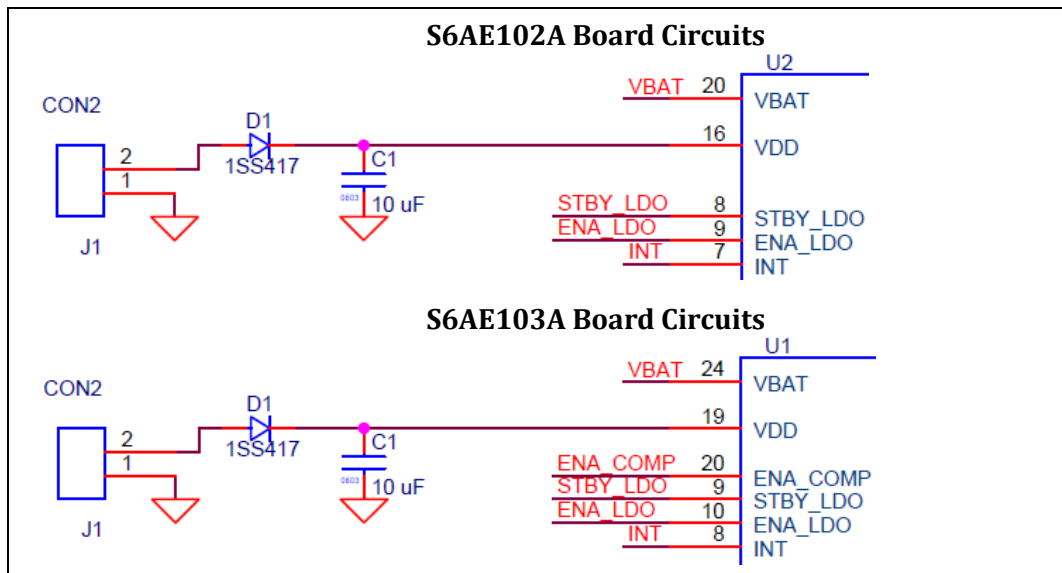 S6AE102A Board Circuits
U2
VBAT 20 VBAT
CON2
D1
16 VDD
2
1SS417
C1
1
0603 10 uF
STBY_LDO 8 STBY_LDO
ENA_LDO 9 ENA_LDO
J1
INT 7 INT
S6AE103A Board Circuits
U1
VBAT 24 VBAT
CON2
D1
19 VDD
2
1SS417
C1
1
0603 10 uF
ENA_COMP 20 ENA_COMP
STBY_LDO 9 STBY_LDO
ENA_LDO 10 ENA_LDO
J1
INT 8 INT